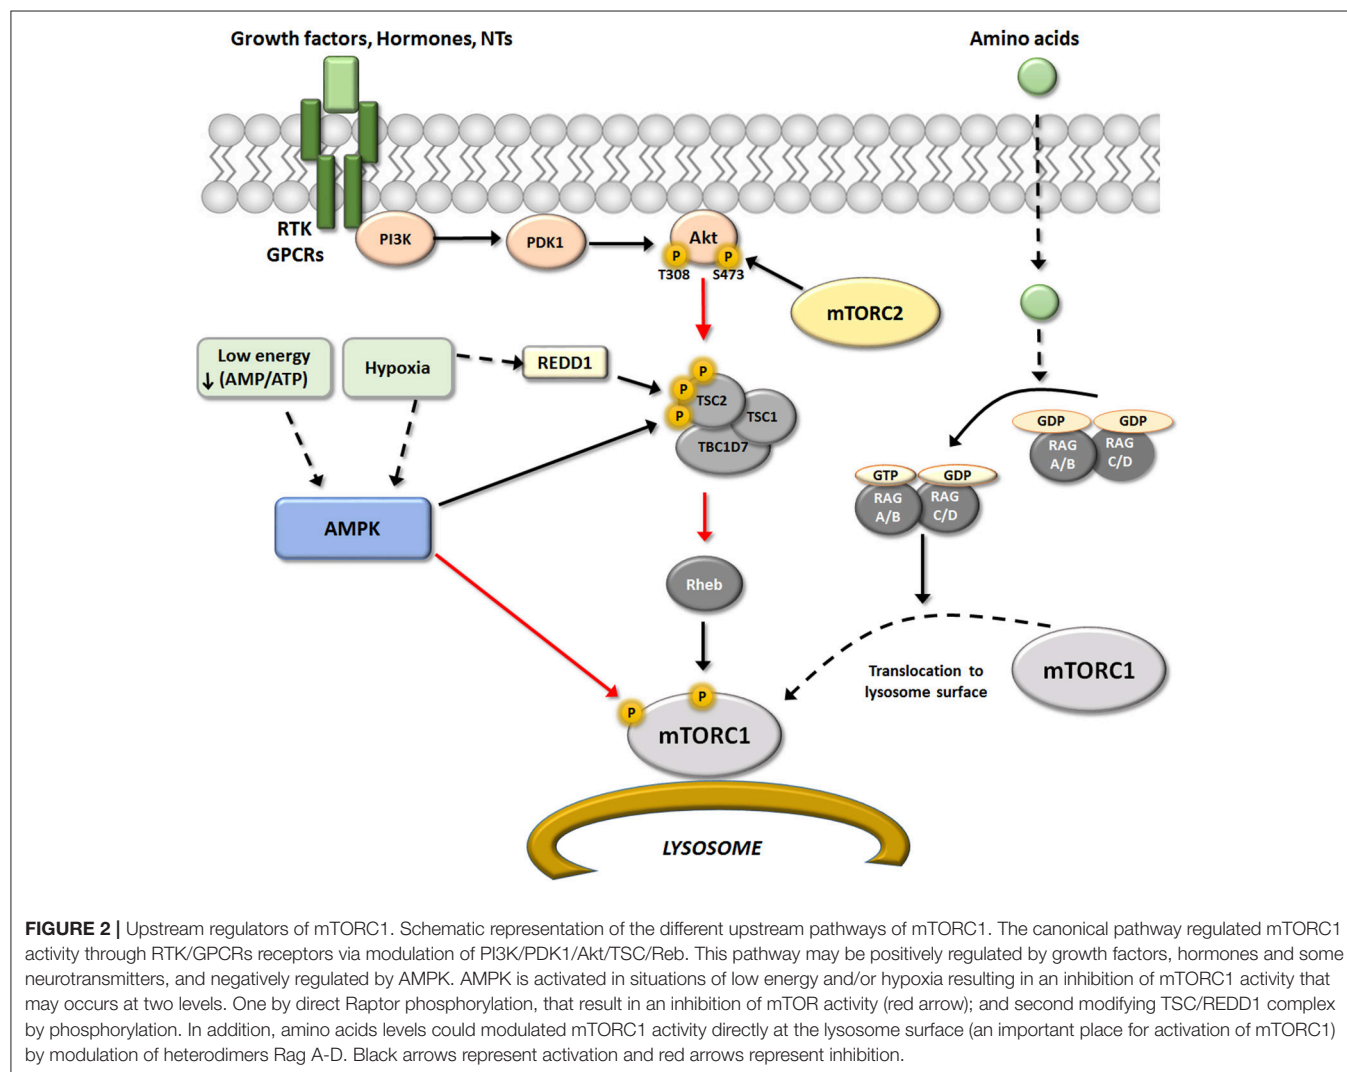 Growth factors, Hormones, NTs
Amino acids
RTK
GPCRs
PI3K
PDK1
Akt
P
P
T308
S473
mTORC2
Low energy
↓ (AMP/ATP)
Hypoxia
REDD1
P
P
P
TSC2
TSC1
TBC1D7
GDP
GDP
RAG
A/B
RAG
C/D
GTP
GDP
RAG
A/B
RAG
C/D
AMPK
Rheb
Translocation to
lysosome surface
mTORC1
P
P
mTORC1
LYSOSOME
FIGURE 2 | Upstream regulators of mTORC1. Schematic representation of the different upstream pathways of mTORC1. The canonical pathway regulated mTORC1
activity through RTK/GPCRs receptors via modulation of PI3K/PDK1/Akt/TSC/Reb. This pathway may be positively regulated by growth factors, hormones and some
neurotransmitters, and negatively regulated by AMPK. AMPK is activated in situations of low energy and/or hypoxia resulting in an inhibition of mTORC1 activity that
may occurs at two levels. One by direct Raptor phosphorylation, that result in an inhibition of mTOR activity (red arrow); and second modifying TSC/REDD1 complex
by phosphorylation. In addition, amino acids levels could modulated mTORC1 activity directly at the lysosome surface (an important place for activation of mTORC1)
by modulation of heterodimers Rag A-D. Black arrows represent activation and red arrows represent inhibition.